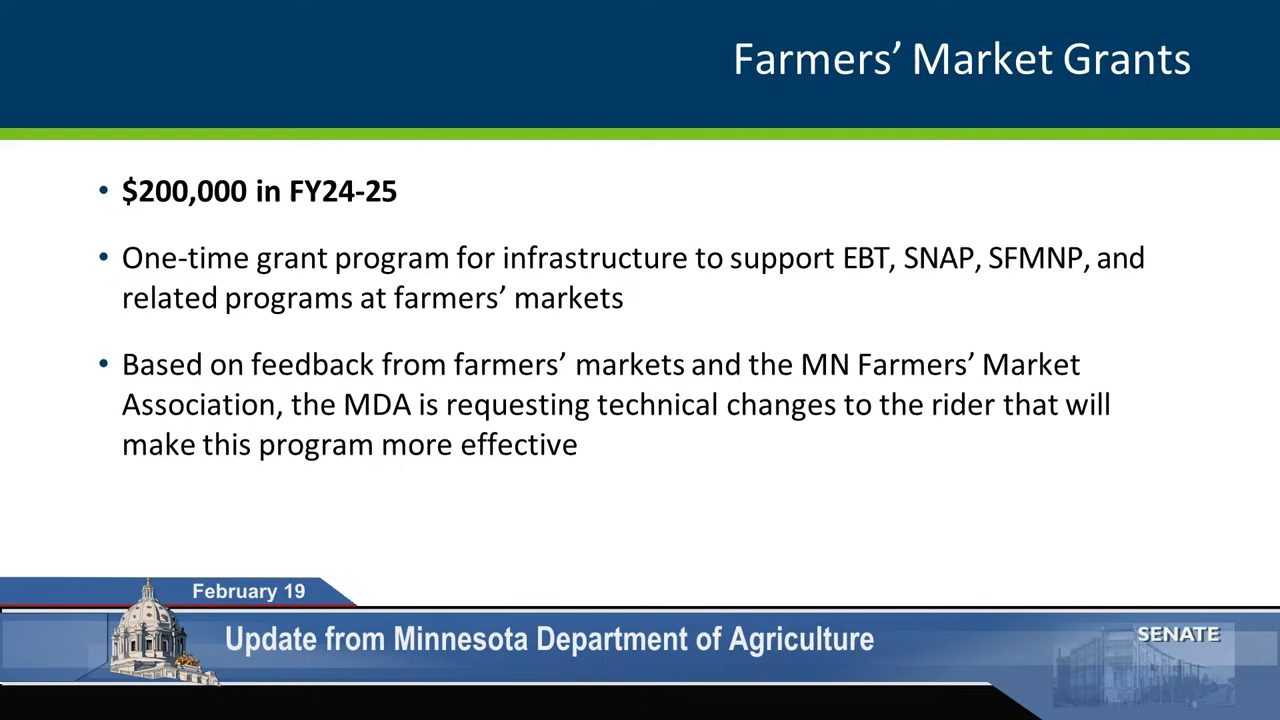 Farmers’ Market Grants
• $200,000 in FY24-25
• One-time grant program for infrastructure to support EBT, SNAP, SFMNP, and
related programs at farmers’ markets
• Based on feedback from farmers’ markets and the MN Farmers’ Market
Association, the MDA is requesting technical changes to the rider that will
make this program more effective
February 19
Update from Minnesota Department of Agriculture
SENATE